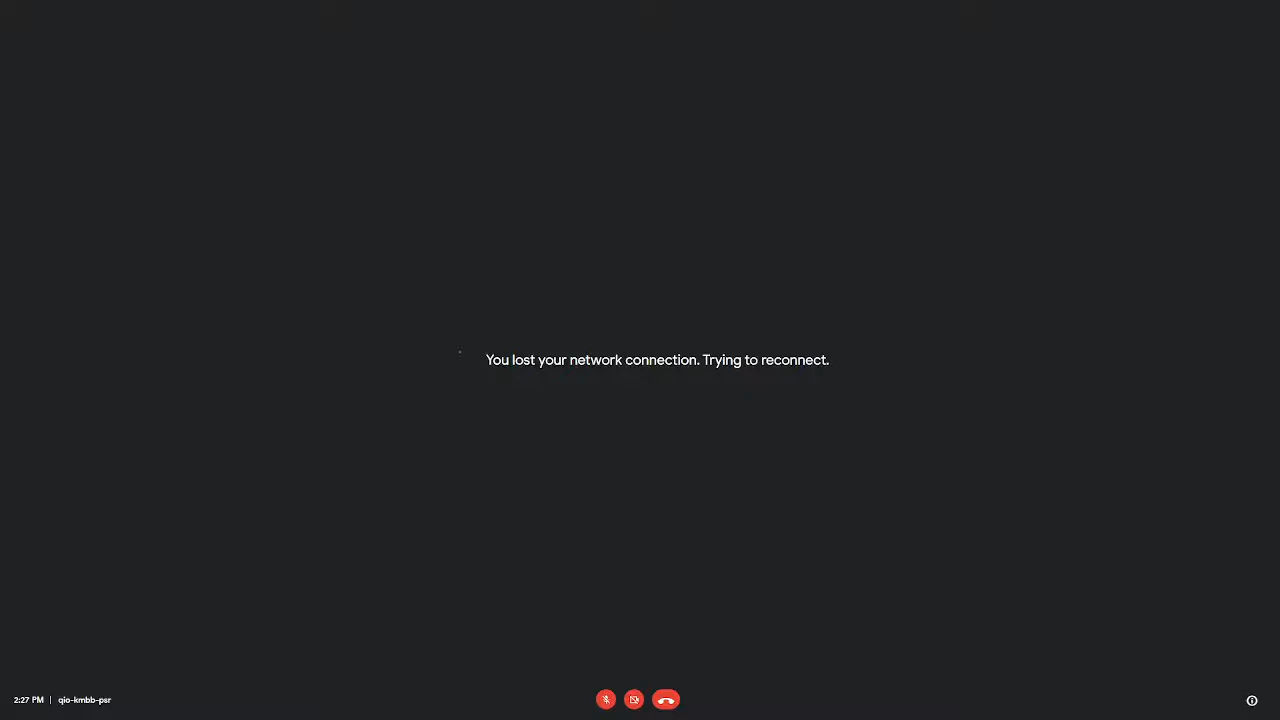 You lost your network connection. Trying to reconnect.
2:27 PM | qio-kmbb-psr